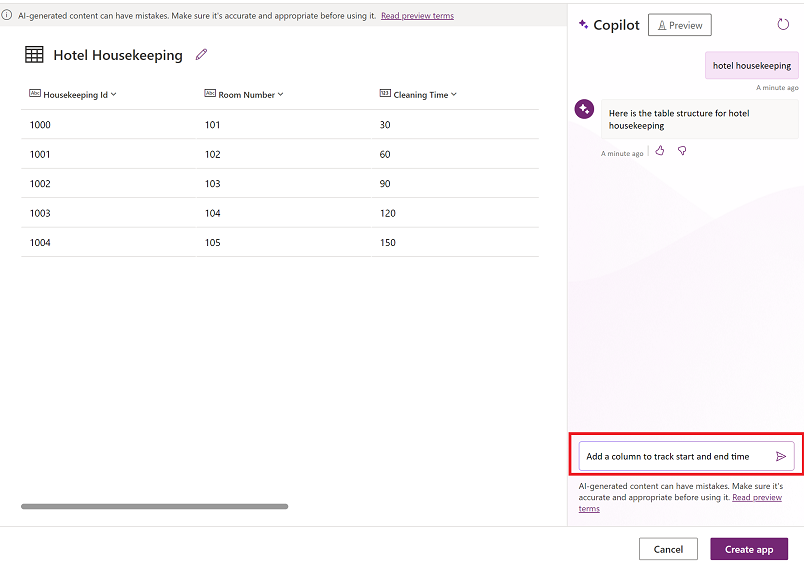 AI-generated content can have mistakes. Make sure it's accurate and appropriate before using it. Read preview terms
Hotel Housekeeping
Abc Housekeeping Id Abc Room Number 123 Cleaning Time
1000 101 30
1001 102 60
1002 103 90
1003 104 120
1004 105 150
Copilot Preview
hotel housekeeping
A minute ago
Here is the table structure for hotel
housekeeping
A minute ago
Add a column to track start and end time
AI-generated content can have mistakes. Make sure it's
accurate and appropriate before using it. Read preview
terms
Cancel Create app